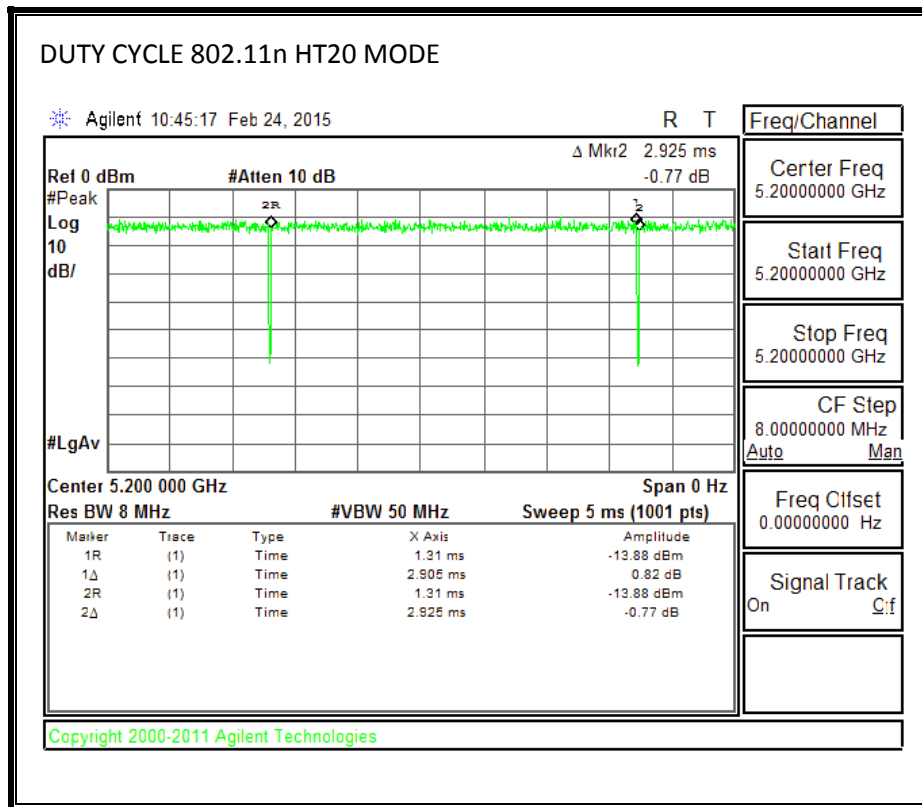 DUTY CYCLE 802.11n HT20 MODE
Agilent 10:45:17 Feb 24, 2015 R T
Freq/Channel
Δ Mkr2 2.925 ms
Ref 0 dBm #Atten 10 dB -0.77 dB
#Peak
Log
10
dB/
2R
1
2
#LgAv
Center 5.200 000 GHz Span 0 Hz
Res BW 8 MHz #VBW 50 MHz Sweep 5 ms (1001 pts)
Marker Trace Type X Axis Amplitude
1R (1) Time 1.31 ms -13.88 dBm
1Δ (1) Time 2.905 ms 0.82 dB
2R (1) Time 1.31 ms -13.88 dBm
2Δ (1) Time 2.925 ms -0.77 dB
Center Freq
5.20000000 GHz
Start Freq
5.20000000 GHz
Stop Freq
5.20000000 GHz
CF Step
8.00000000 MHz
Auto Man
Freq Offset
0.00000000 Hz
Signal Track
On Off
Copyright 2000-2011 Agilent Technologies